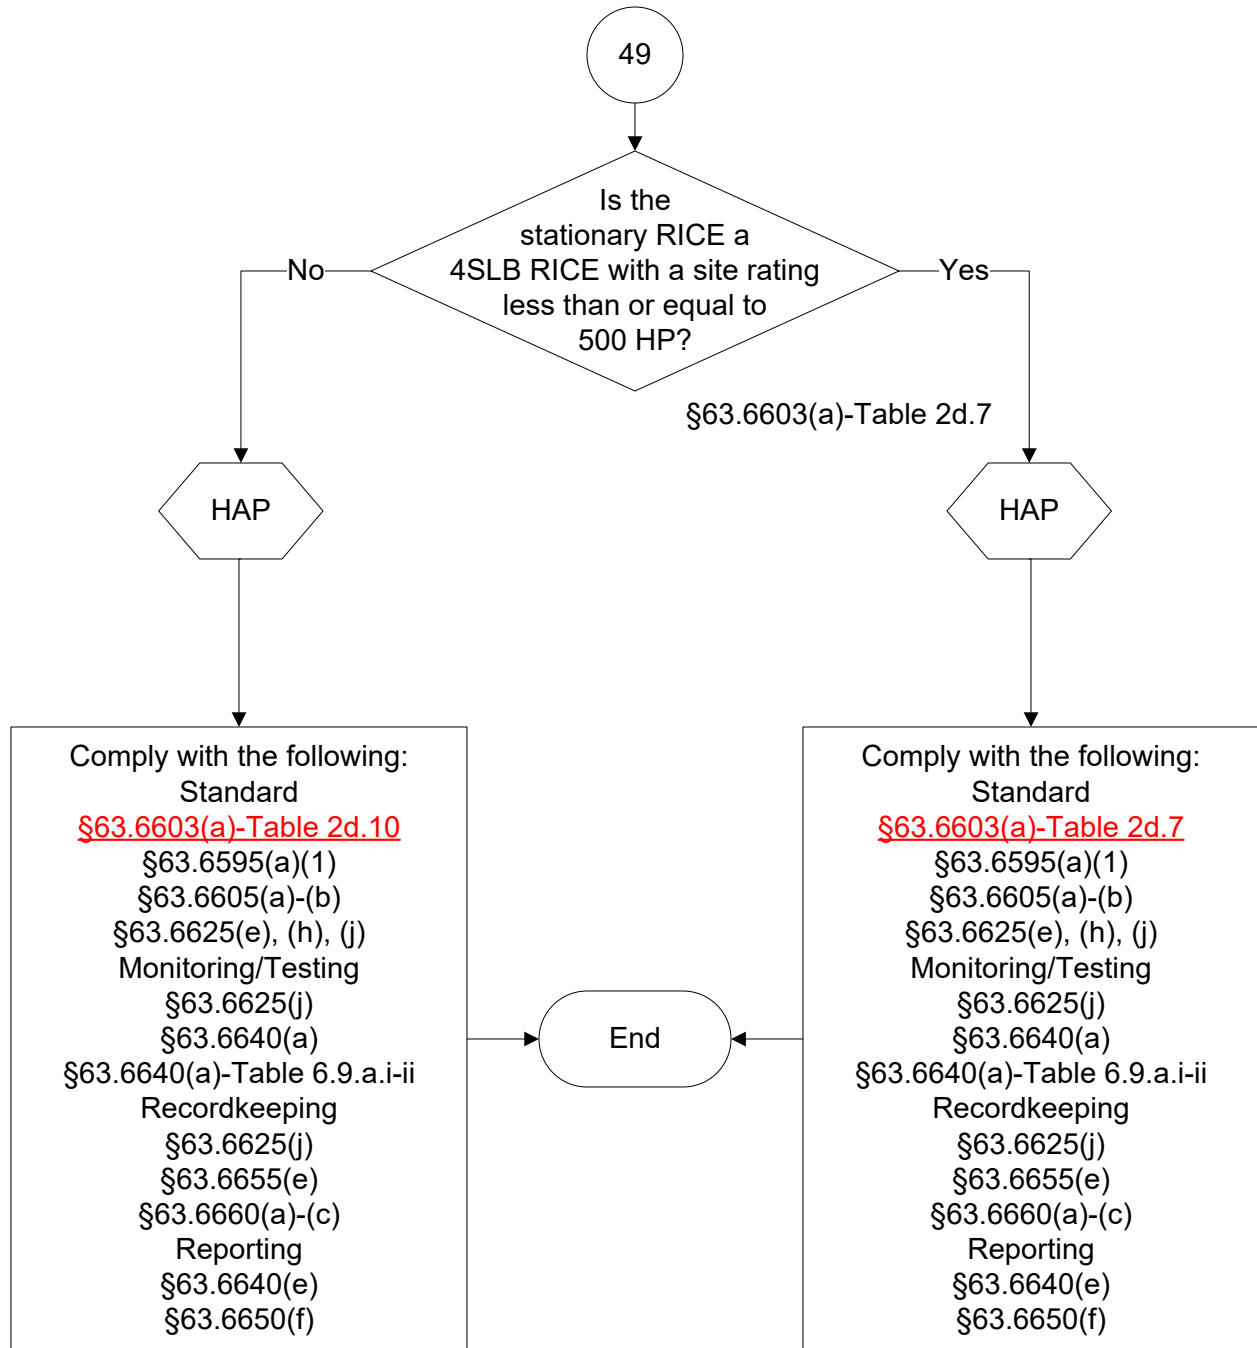 49
Is the
stationary RICE a
4SLB RICE with a site rating
less than or equal to
500 HP?
No
Yes
§63.6603(a)-Table 2d.7
HAP
HAP
Comply with the following:
Standard
§63.6603(a)-Table 2d.10
§63.6595(a)(1)
§63.6605(a)-(b)
§63.6625(e), (h), (j)
Monitoring/Testing
§63.6625(j)
§63.6640(a)
§63.6640(a)-Table 6.9.a.i-ii
Recordkeeping
§63.6625(j)
§63.6655(e)
§63.6660(a)-(c)
Reporting
§63.6640(e)
§63.6650(f)
End
Comply with the following:
Standard
§63.6603(a)-Table 2d.7
§63.6595(a)(1)
§63.6605(a)-(b)
§63.6625(e), (h), (j)
Monitoring/Testing
§63.6625(j)
§63.6640(a)
§63.6640(a)-Table 6.9.a.i-ii
Recordkeeping
§63.6625(j)
§63.6655(e)
§63.6660(a)-(c)
Reporting
§63.6640(e)
§63.6650(f)